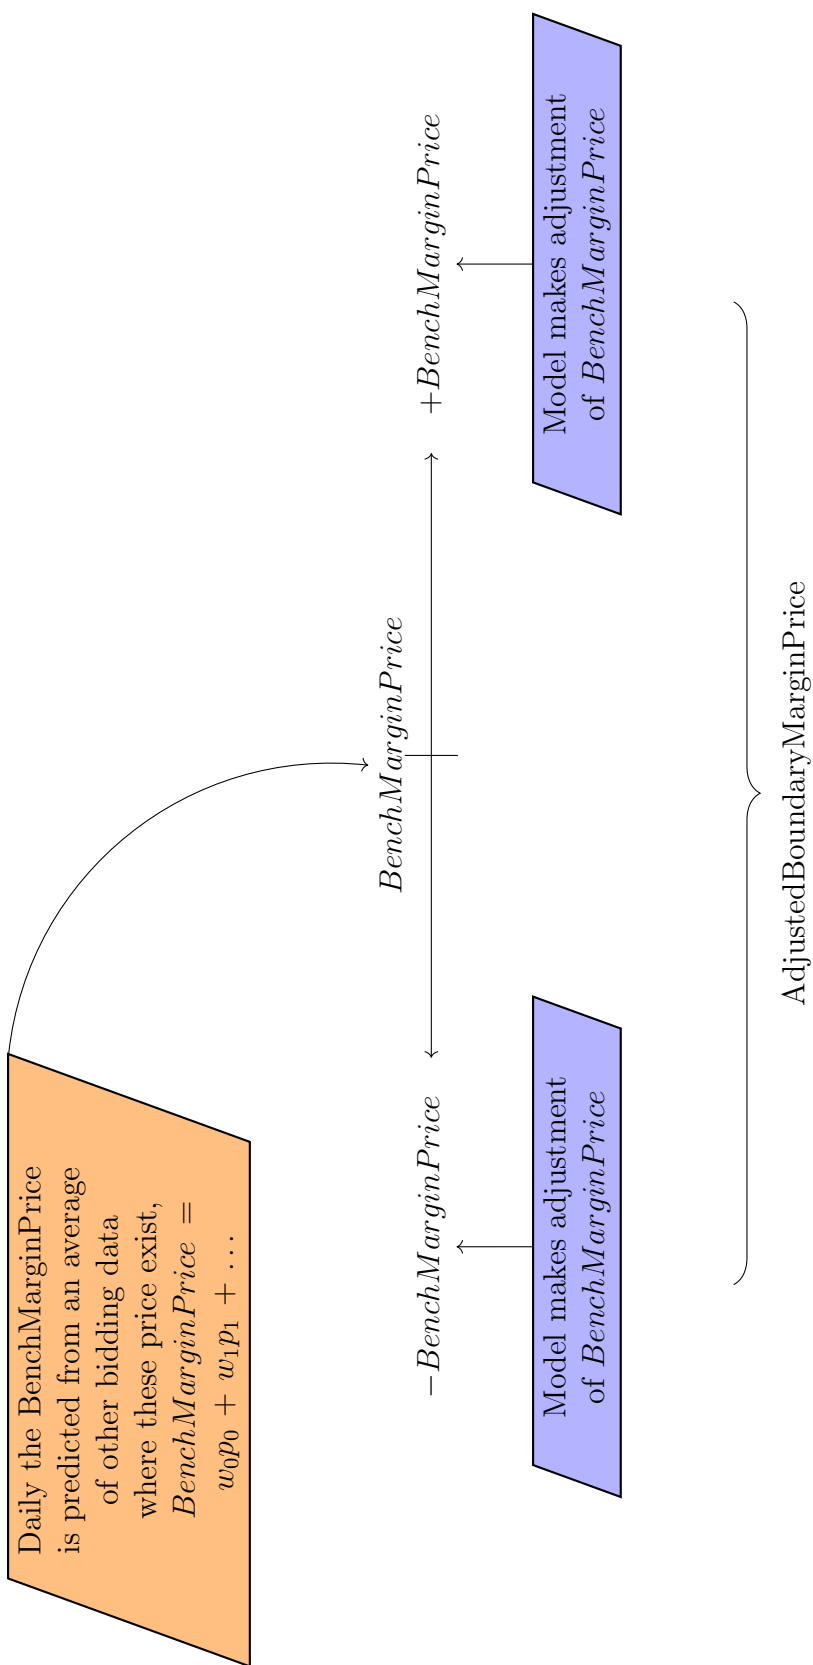 Daily the BenchMarginPrice
is predicted from an average
of other bidding data
where these price exist,
BenchMarginPrice =
w₀p₀ + w₁p₁ + …
BenchMarginPrice
−BenchMarginPrice
+BenchMarginPrice
Model makes adjustment
of BenchMarginPrice
Model makes adjustment
of BenchMarginPrice
AdjustedBoundaryMarginPrice